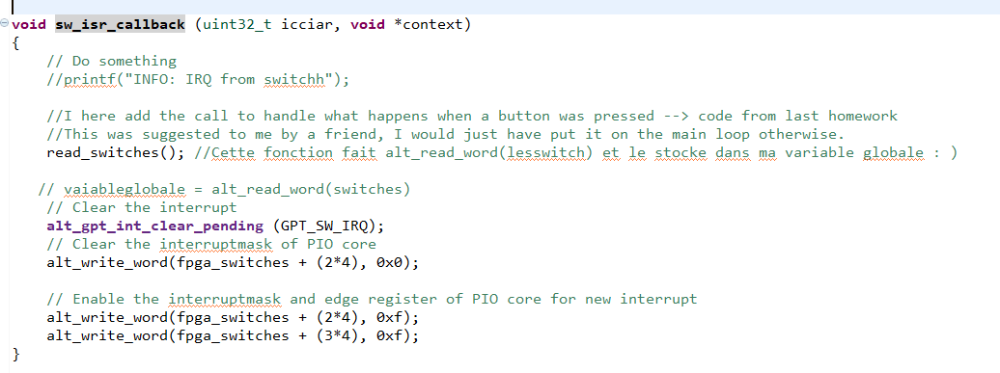 void sw_isr_callback (uint32_t icciar, void *context)
{
// Do something
//printf("INFO: IRQ from switchh");
//I here add the call to handle what happens when a button was pressed --> code from last homework
//This was suggested to me by a friend, I would just have put it on the main loop otherwise.
read_switches(); //Cette fonction fait alt_read_word(lesswitch) et le stocke dans ma variable globale : )
// vaiableglobale = alt_read_word(switches)
// Clear the interrupt
alt_gpt_int_clear_pending (GPT_SW_IRQ);
// Clear the interruptmask of PIO core
alt_write_word(fpga_switches + (2*4), 0x0);
// Enable the interruptmask and edge register of PIO core for new interrupt
alt_write_word(fpga_switches + (2*4), 0xf);
alt_write_word(fpga_switches + (3*4), 0xf);
}